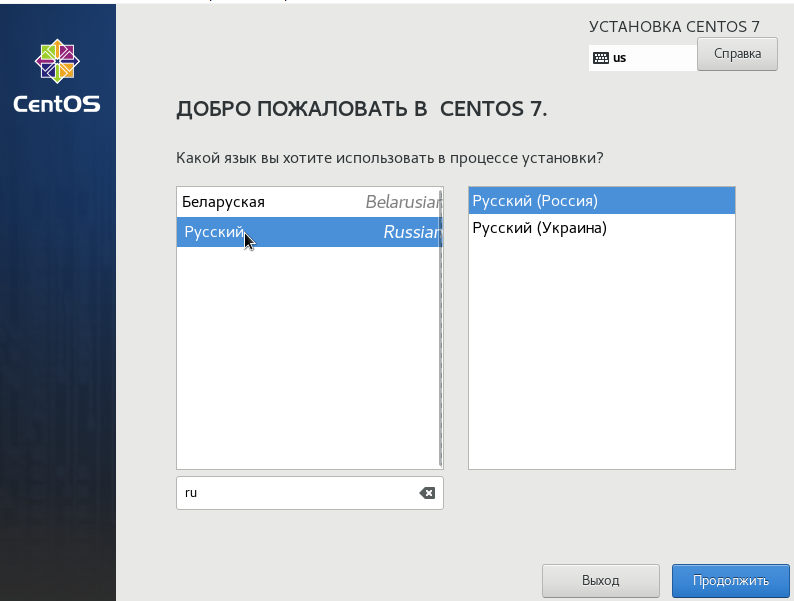 УСТАНОВКА CENTOS 7
us
Справка
CentOS
ДОБРО ПОЖАЛОВАТЬ В CENTOS 7.
Какой язык вы хотите использовать в процессе установки?
Беларуская Belarusian
Русский Russian
Русский (Россия)
Русский (Украина)
ru
Выход
Продолжить